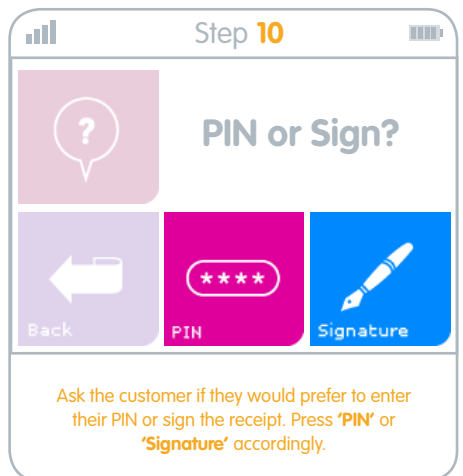 Step 10
?
PIN or Sign?
Back
****
PIN
Signature
Ask the customer if they would prefer to enter
their PIN or sign the receipt. Press ‘PIN’ or
‘Signature’ accordingly.